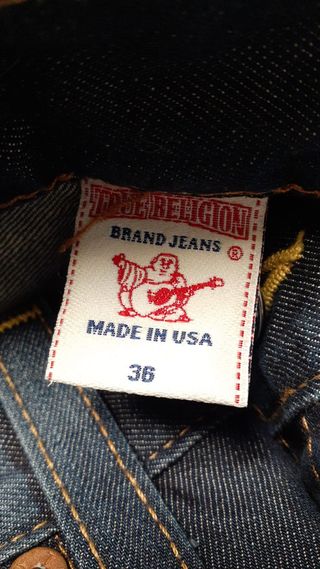 TRUE RELIGION
BRAND JEANS
®
MADE IN USA
36